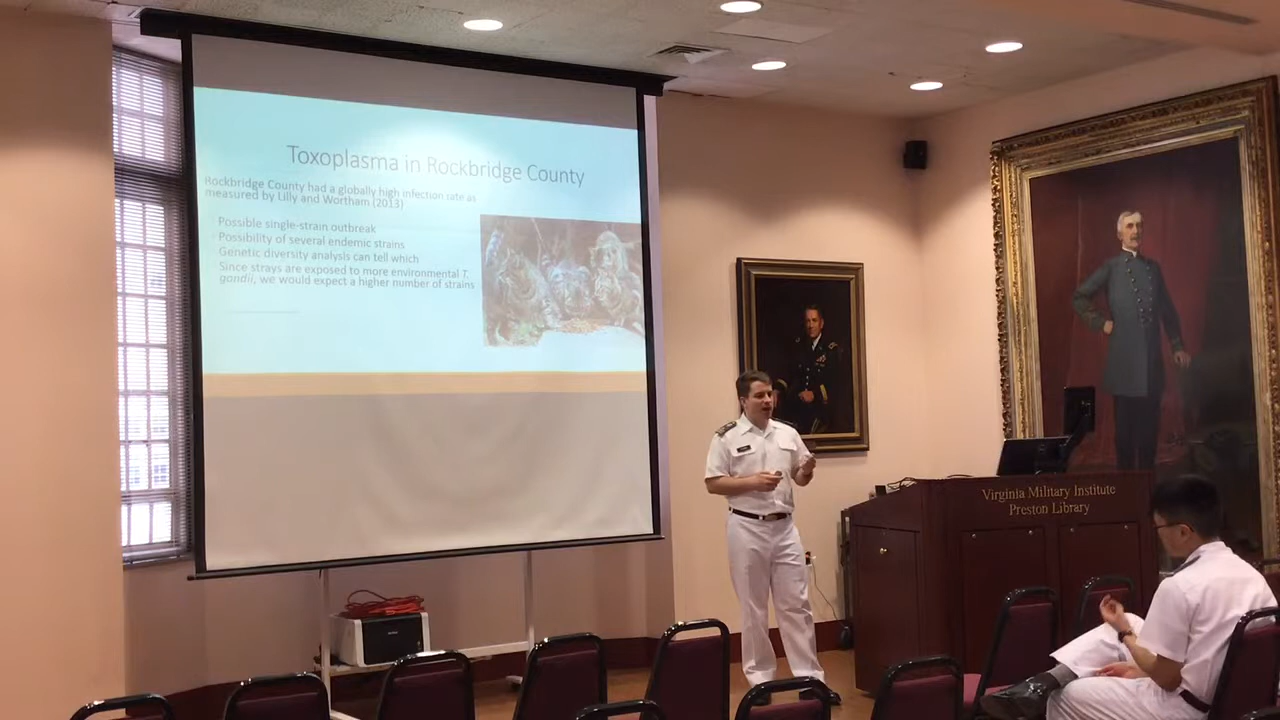 Toxoplasma in Rockbridge County
Rockbridge County had a globally high infection rate as
measured by Lilly and Wortham (2013)
Possible single-strain outbreak
Possibility of several endemic strains
Genetic diversity analysis can tell which
Since strays are exposed to more environmental T.
gondii, we would expect a higher number of strains
Virginia Military Institute
Preston Library